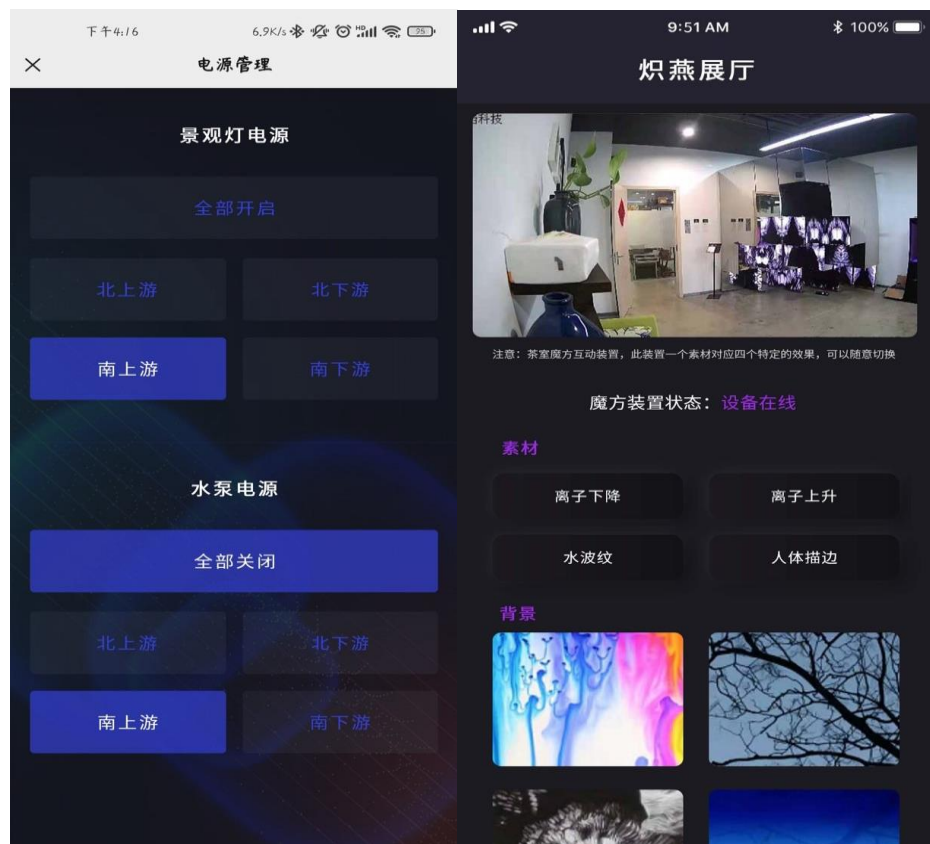 下午4:16
6.9K/s
HD
25
电源管理
景观灯电源
全部开启
北上游
北下游
南上游
南下游
水泵电源
全部关闭
北上游
北下游
南上游
南下游
9:51 AM
100%
炽燕展厅
科技
注意：茶室魔方互动装置，此装置一个素材对应四个特定的效果，可以随意切换
魔方装置状态：设备在线
素材
离子下降
离子上升
水波纹
人体描边
背景